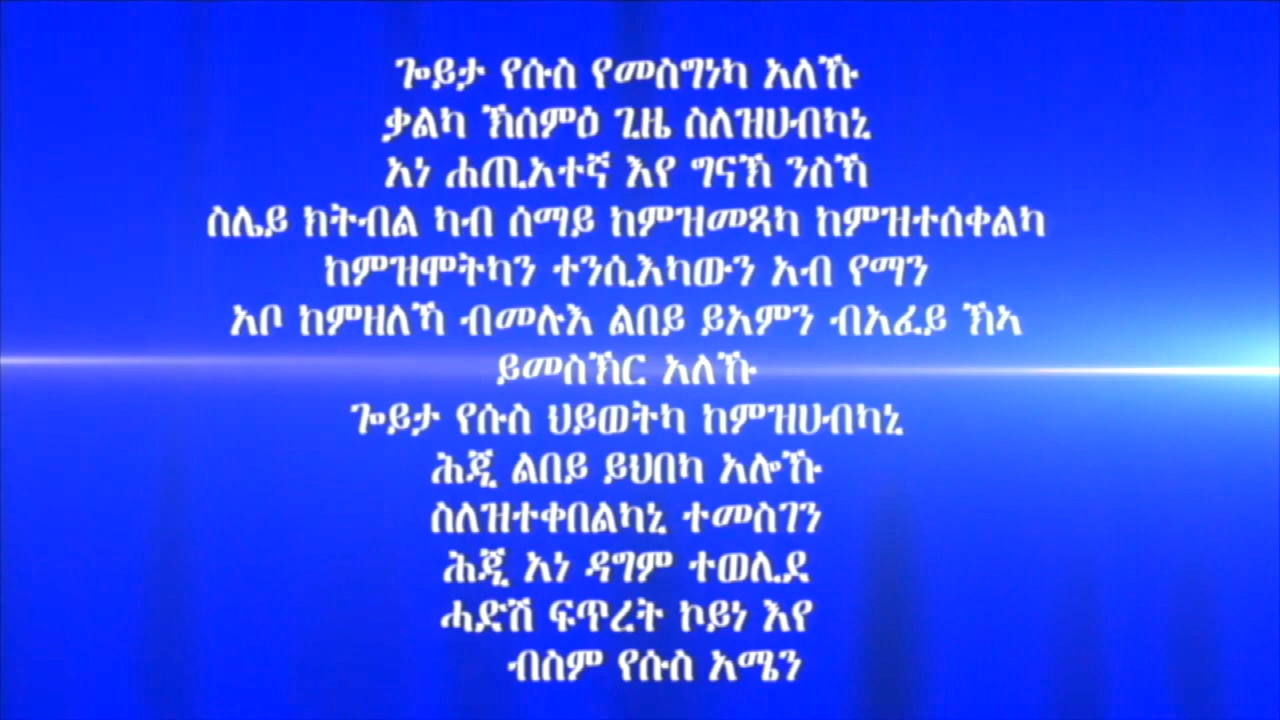 ጐይታ የሱስ የመስግነካ አለኹ
ቃልካ ኽሰምዕ ጊዜ ስለዝሀብካኒ
አነ ሐጢአተኛ እየ ግናኽ ንስኻ
ስሌይ ክትብል ካብ ሰማይ ከምዝመጻካ ከምዝተሰቀልካ
ከምዝሞትካን ተንሲእካውን አብ የማን
አቦ ከምዘለኻ ብመሉእ ልበይ ይአምን ብአፈይ ኽኣ
ይመስኽር አለኹ
ጐይታ የሱስ ህይወትካ ከምዝሀብካኒ
ሕጂ ልበይ ይህበካ አሎኹ
ስለዝተቀበልካኒ ተመስገን
ሕጂ አነ ዳግም ተወሊደ
ሓድሽ ፍጥረት ኮይነ እየ
ብስም የሱስ አሜን